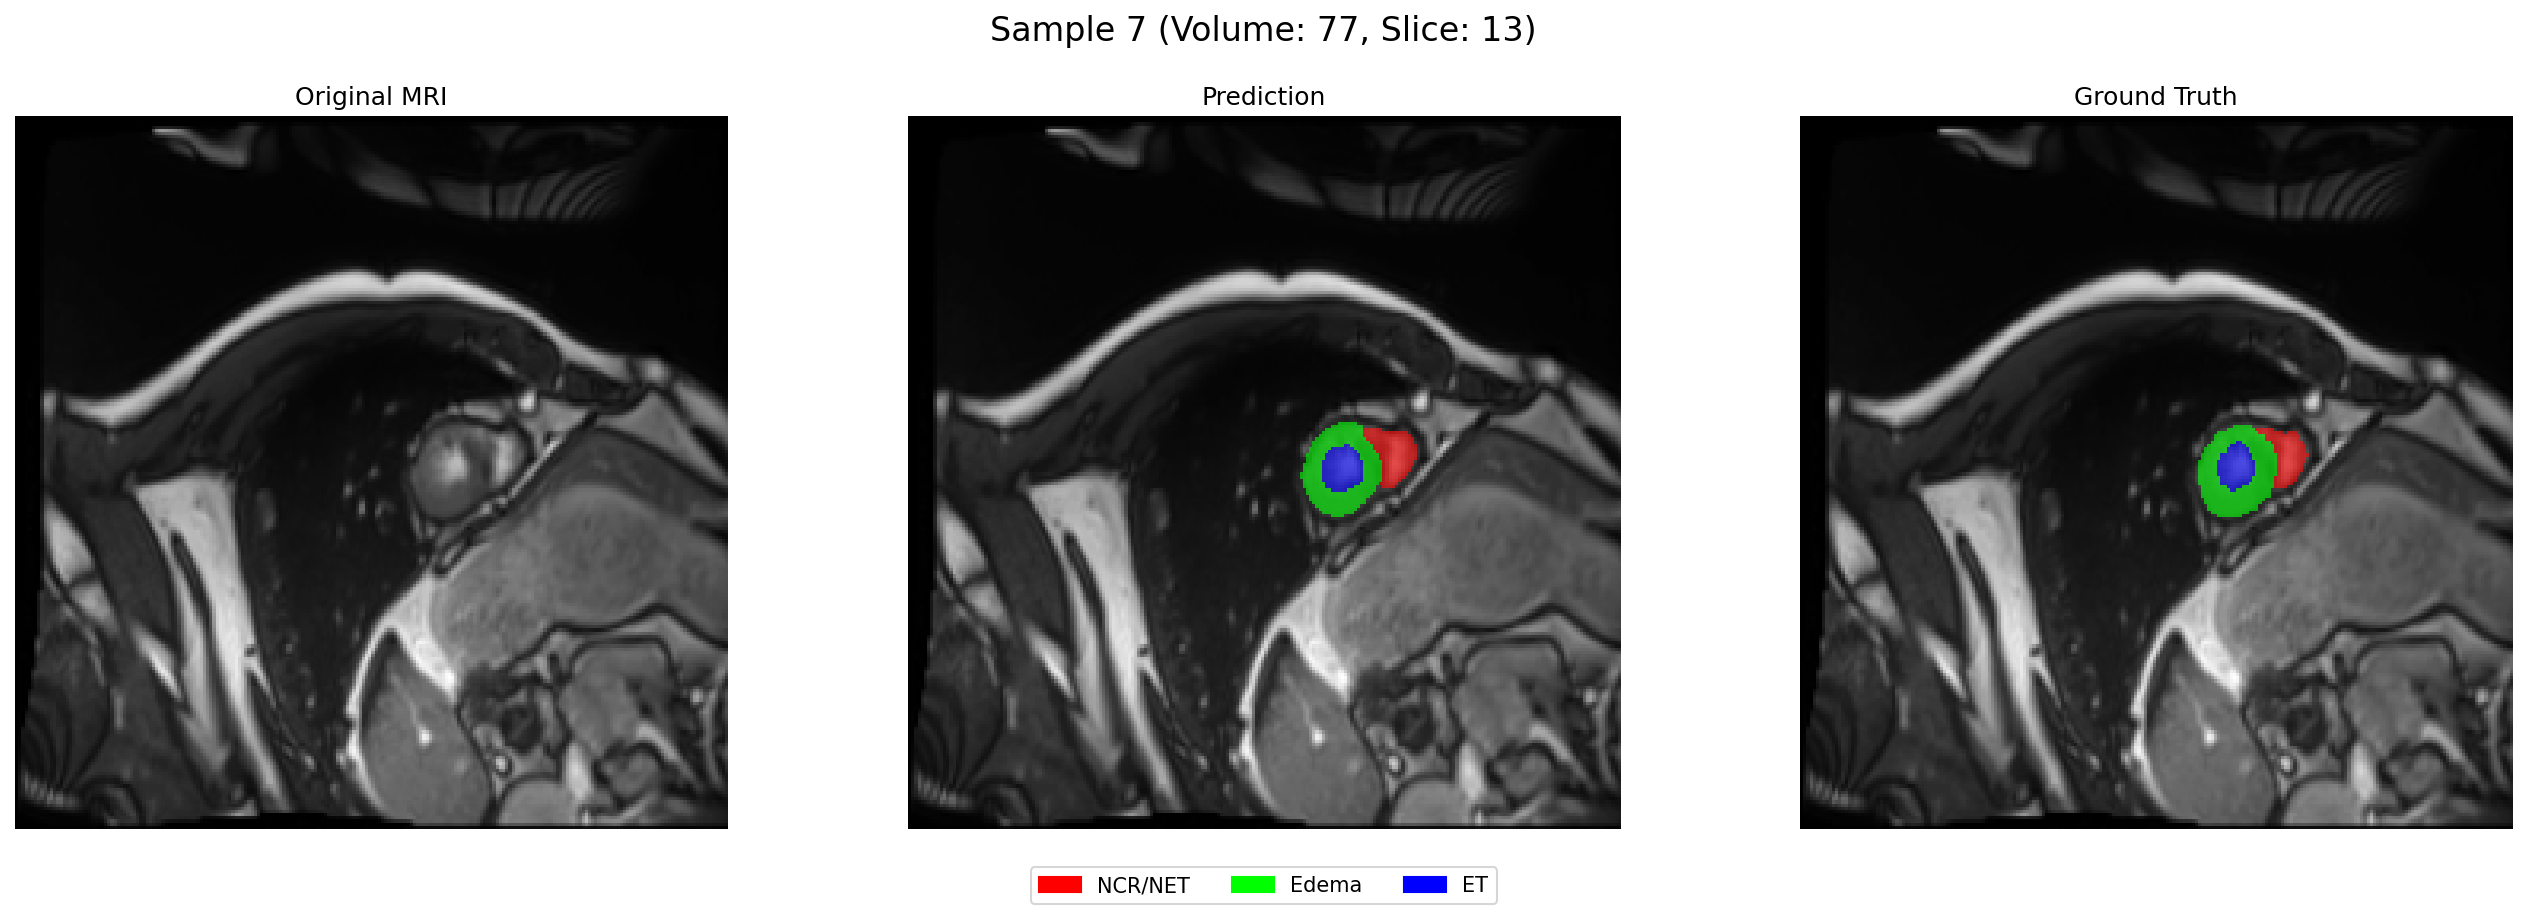 Sample 7 (Volume: 77, Slice: 13)
Original MRI
Prediction
Ground Truth
NCR/NET
Edema
ET